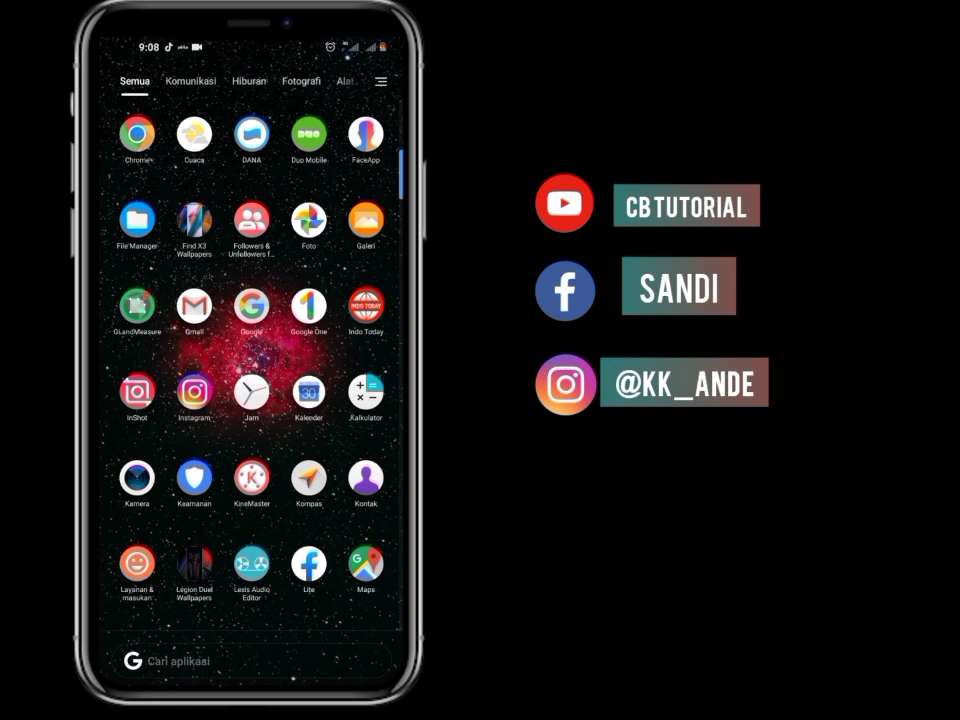 9:08
Semua Komunikasi Hiburan Fotografi Alat
Chrome Cuaca DANA Duo Mobile FaceApp
File Manager Find X3 Followers & Foto Galeri
Wallpapers Unfollowers f...
GLandMeasure Gmail Google Google One Indo Today
InShot Instagram Jam Kalender Kalkulator
Kamera Keamanan KineMaster Kompas Kontak
Layanan & Legion Duel Lexis Audio Lite Maps
masukan Wallpapers Editor
Cari aplikasi
CB TUTORIAL
SANDI
@KK_ANDE